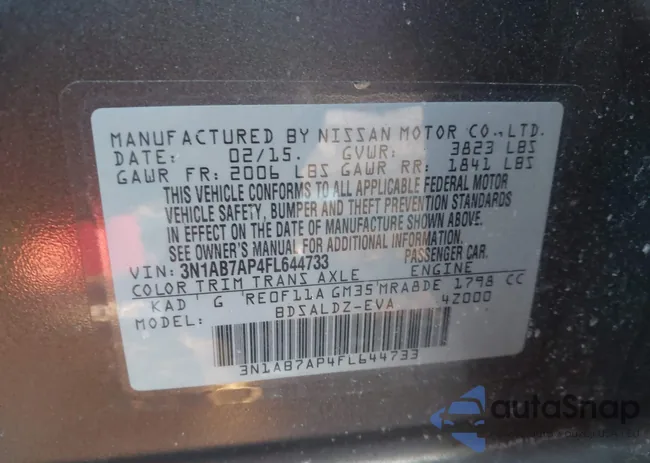 MANUFACTURED BY NISSAN MOTOR CO.,LTD.
DATE: 02/15. GVWR: 3823 LBS
GAWR FR: 2006 LBS GAWR RR: 1841 LBS
THIS VEHICLE CONFORMS TO ALL APPLICABLE FEDERAL MOTOR
VEHICLE SAFETY, BUMPER AND THEFT PREVENTION STANDARDS
IN EFFECT ON THE DATE OF MANUFACTURE SHOWN ABOVE.
SEE OWNER'S MANUAL FOR GENERAL LOADING INFORMATION
VIN: 3N1AB7AP4FL644733 PASSENGER CAR.
COLOR TRIM TRANS AXLE ENGINE
KAD G RE0F11A GM35 MRA8DE 1798 CC
MODEL: BDSALDZ-EVA 4Z000
3N1AB7AP4FL644733
autoSnap